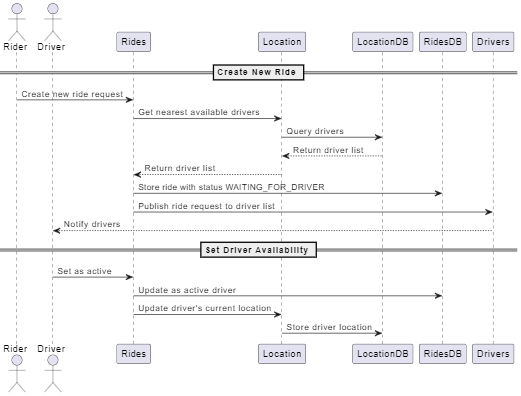 Rider Driver Rides Location LocationDB RidesDB Drivers
Create New Ride
Create new ride request
Get nearest available drivers
Query drivers
Return driver list
Return driver list
Store ride with status WAITING_FOR_DRIVER
Publish ride request to driver list
Notify drivers
Set Driver Availability
Set as active
Update as active driver
Update driver's current location
Store driver location
Rider Driver Rides Location LocationDB RidesDB Drivers